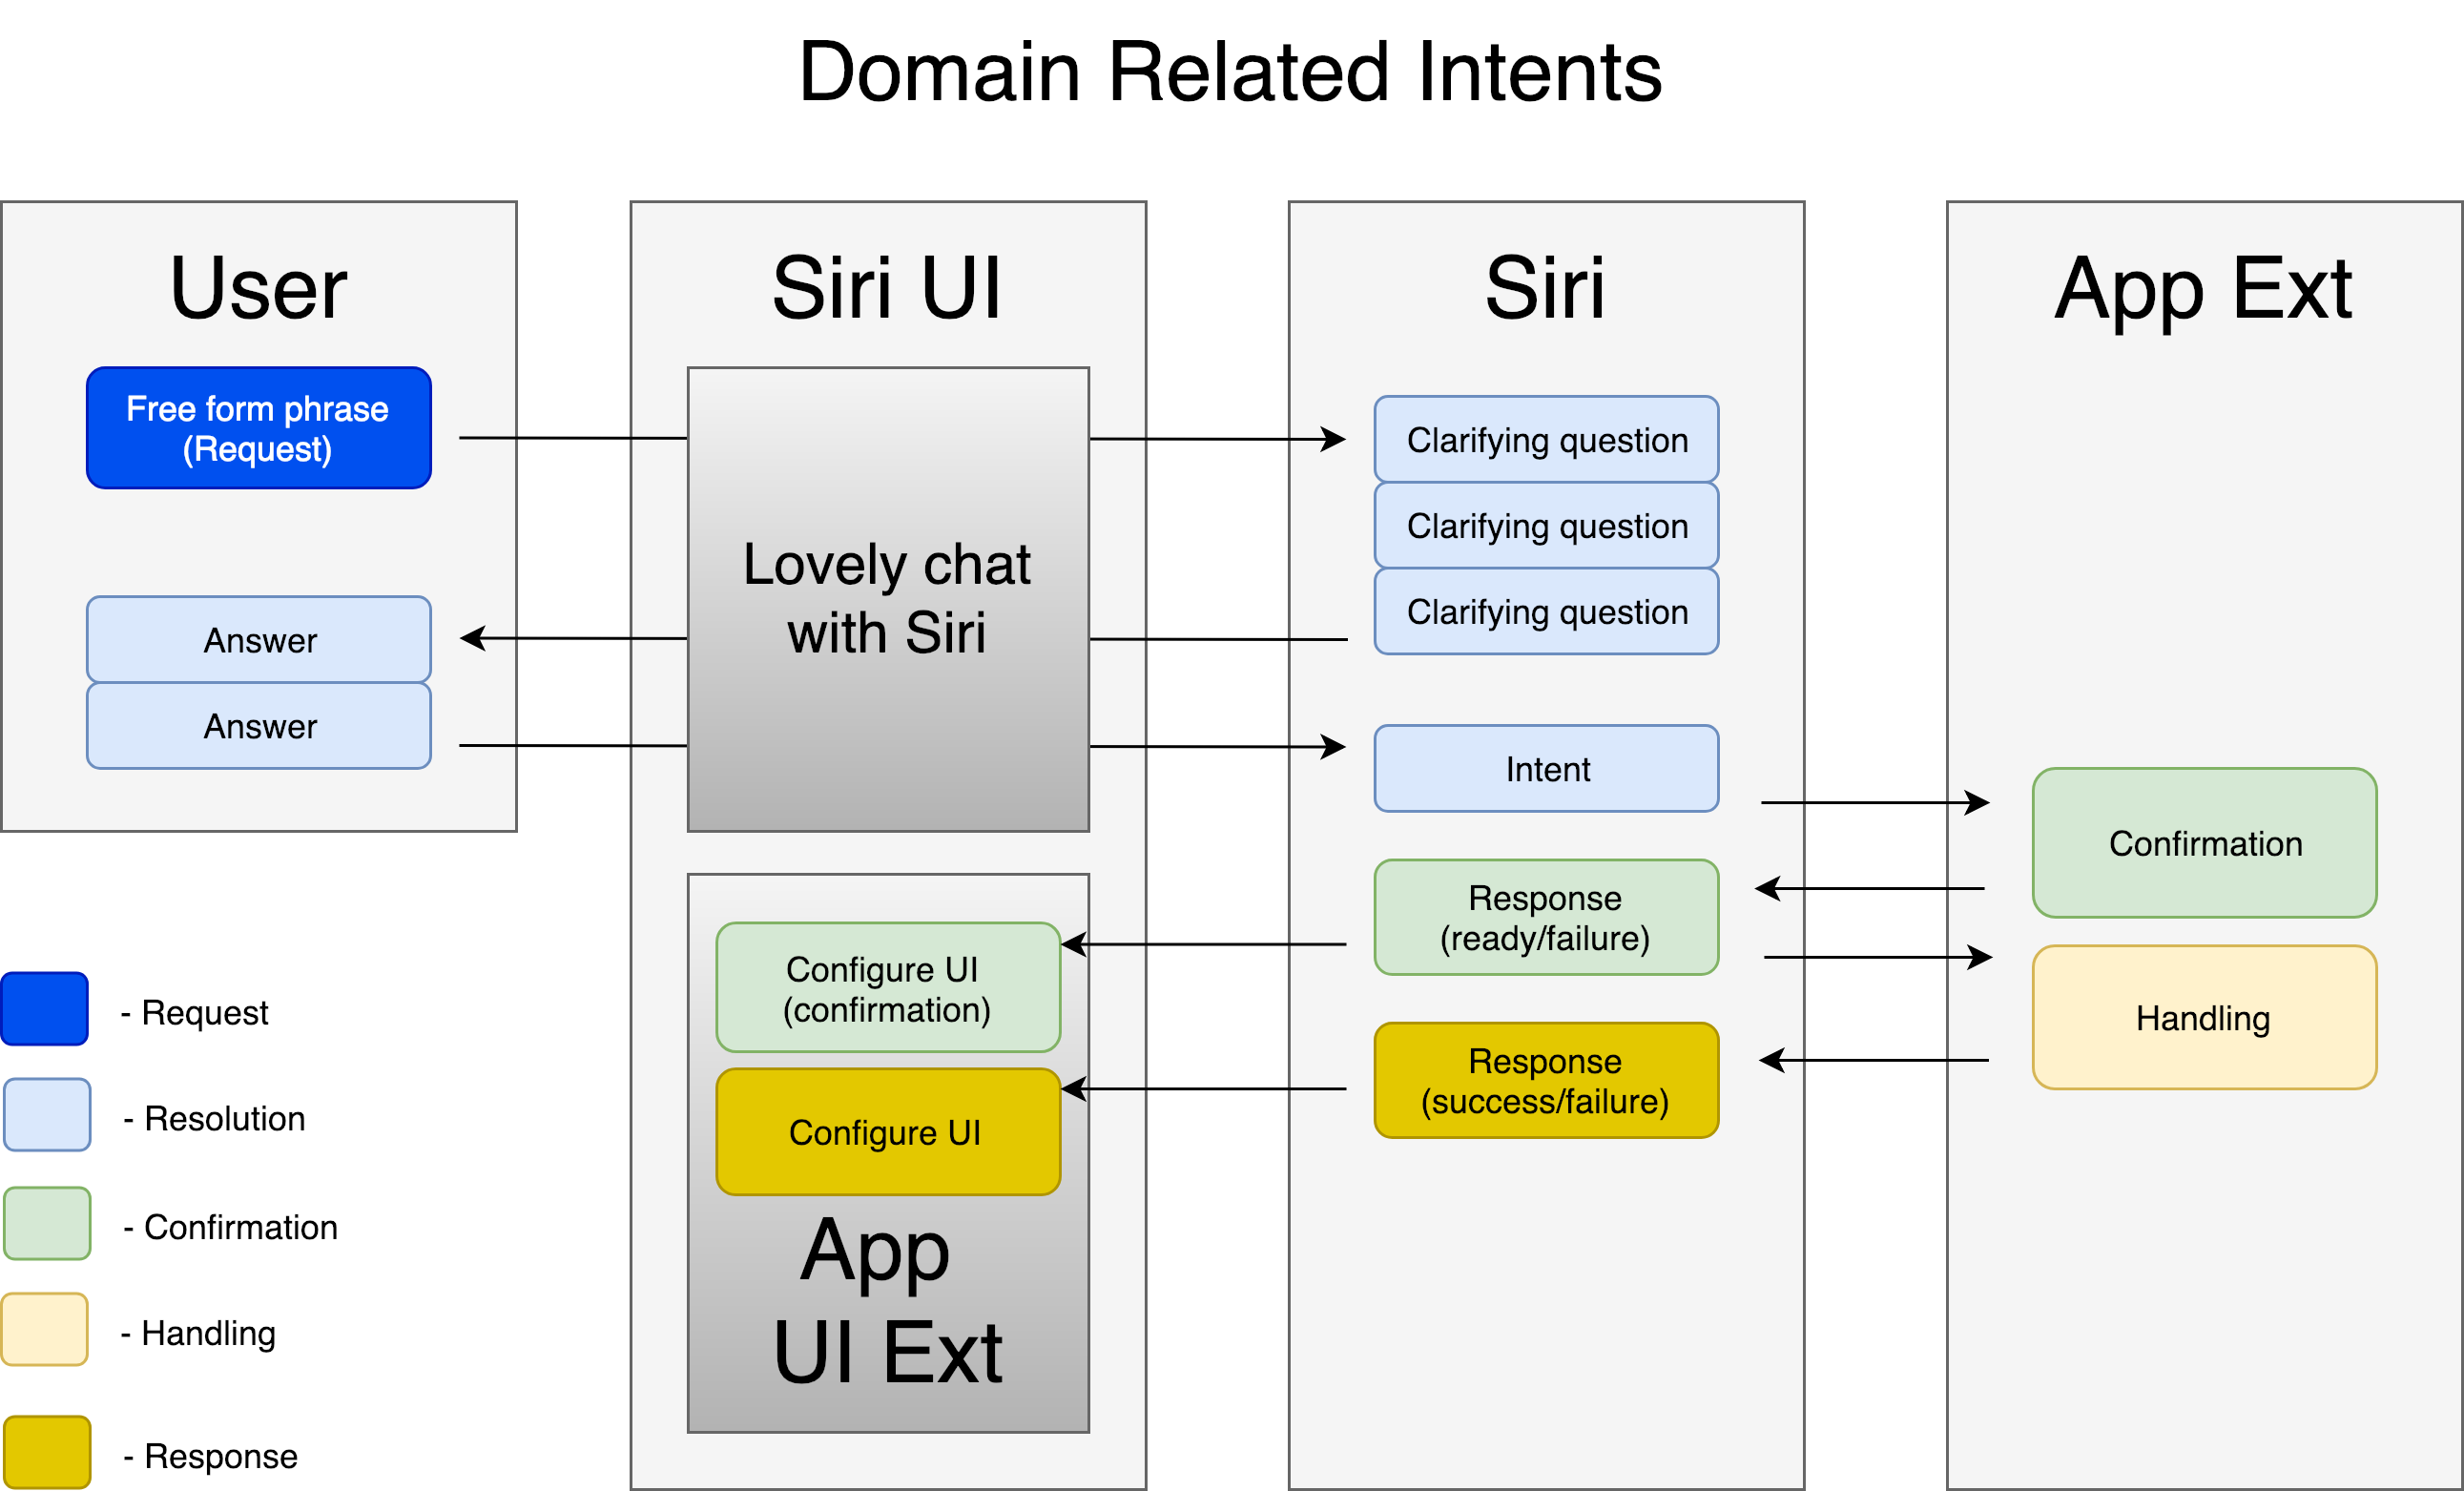 Domain Related Intents
User
Free form phrase
(Request)
Answer
Answer
Siri UI
Lovely chat
with Siri
Configure UI
(confirmation)
Configure UI
App
UI Ext
Siri
Clarifying question
Clarifying question
Clarifying question
Intent
Response
(ready/failure)
Response
(success/failure)
App Ext
Confirmation
Handling
- Request
- Resolution
- Confirmation
- Handling
- Response